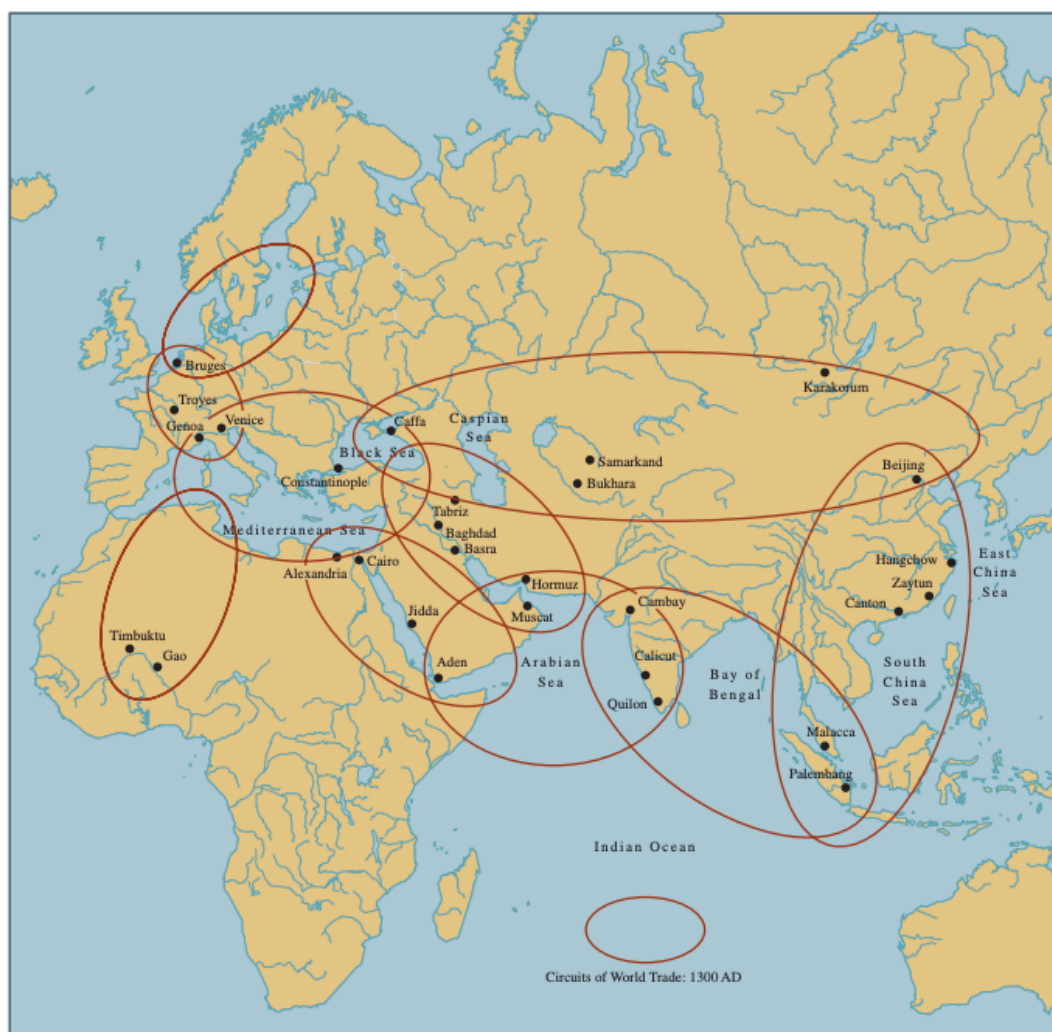 Karakorum
Bruges
Troyes
Genoa
Venice
Caffa
Caspian
Sea
Black Sea
Constantinople
Samarkand
Bukhara
Beijing
Tabriz
Mediterranean Sea
Baghdad
Basra
Alexandria
Cairo
Hormuz
Muscat
Cambay
Hangchow
Zaytun
Canton
East
China
Sea
Jidda
Timbuktu
Gao
Aden
Arabian
Sea
Calicut
Quilon
Bay of
Bengal
South
China
Sea
Malacca
Palembang
Indian Ocean
Circuits of World Trade: 1300 AD